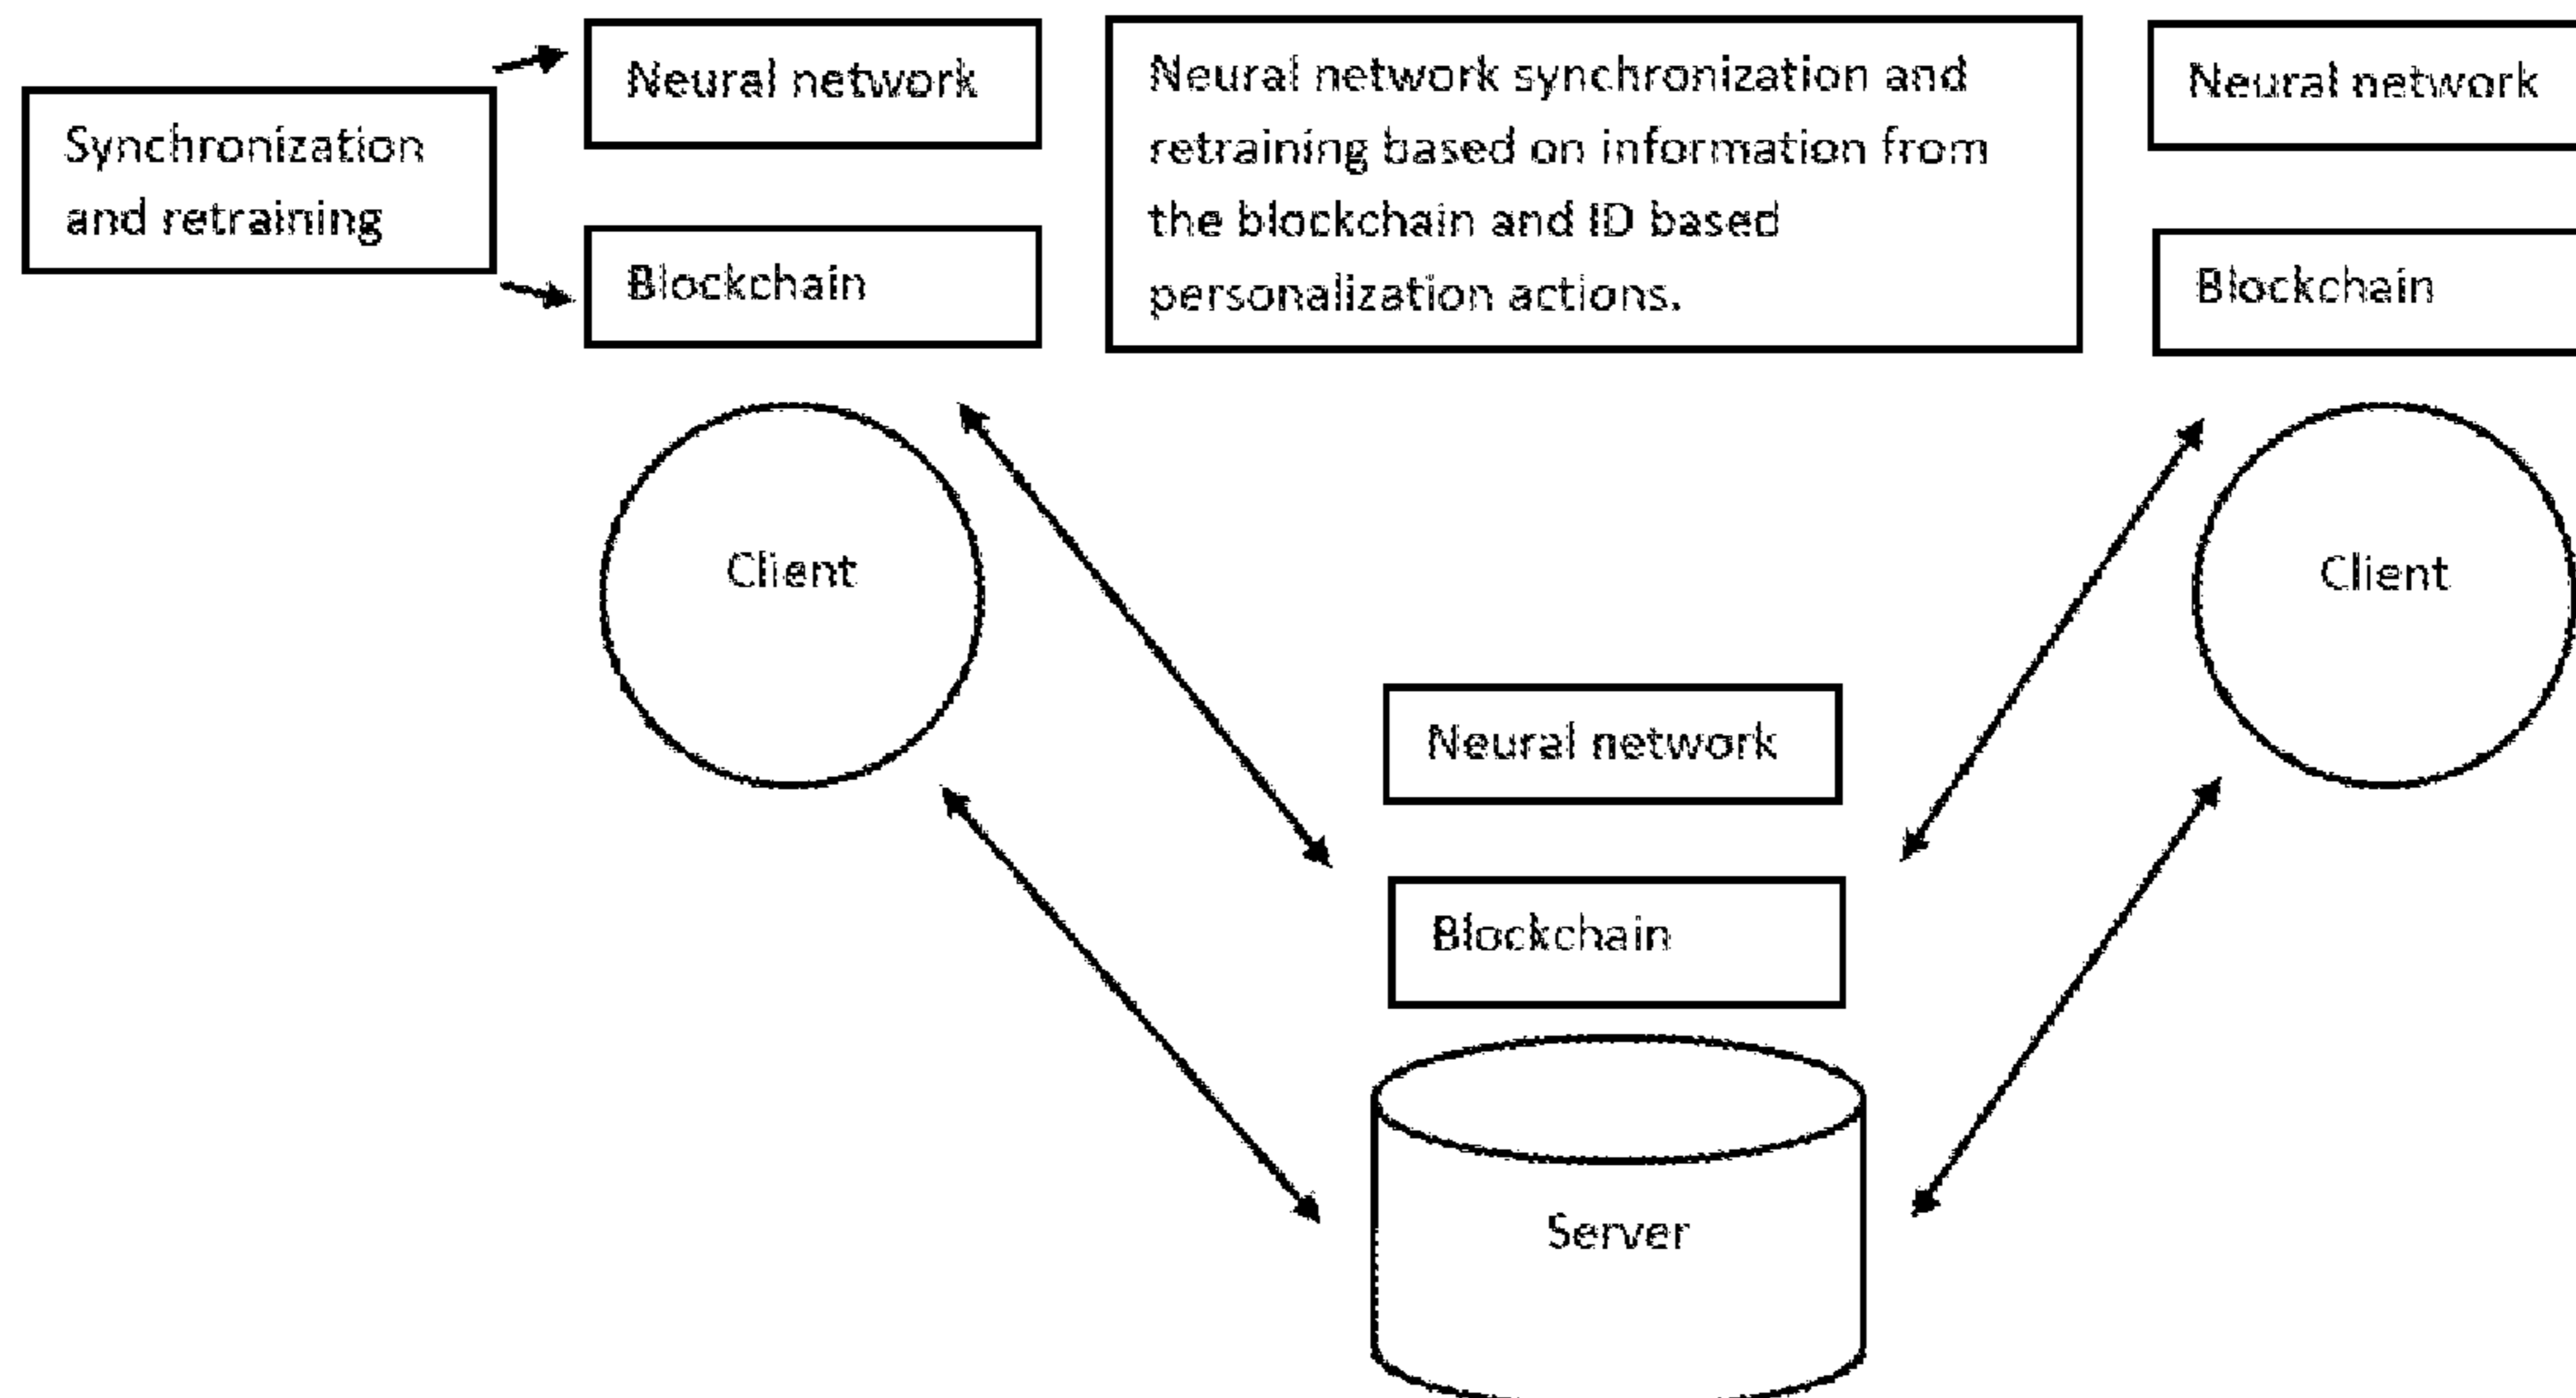 Neural network
Synchronization
and retraining
Blockchain
Neural network synchronization and
retraining based on information from
the blockchain and ID based
personalization actions.
Neural network
Blockchain
Client
Client
Neural network
Blockchain
Server